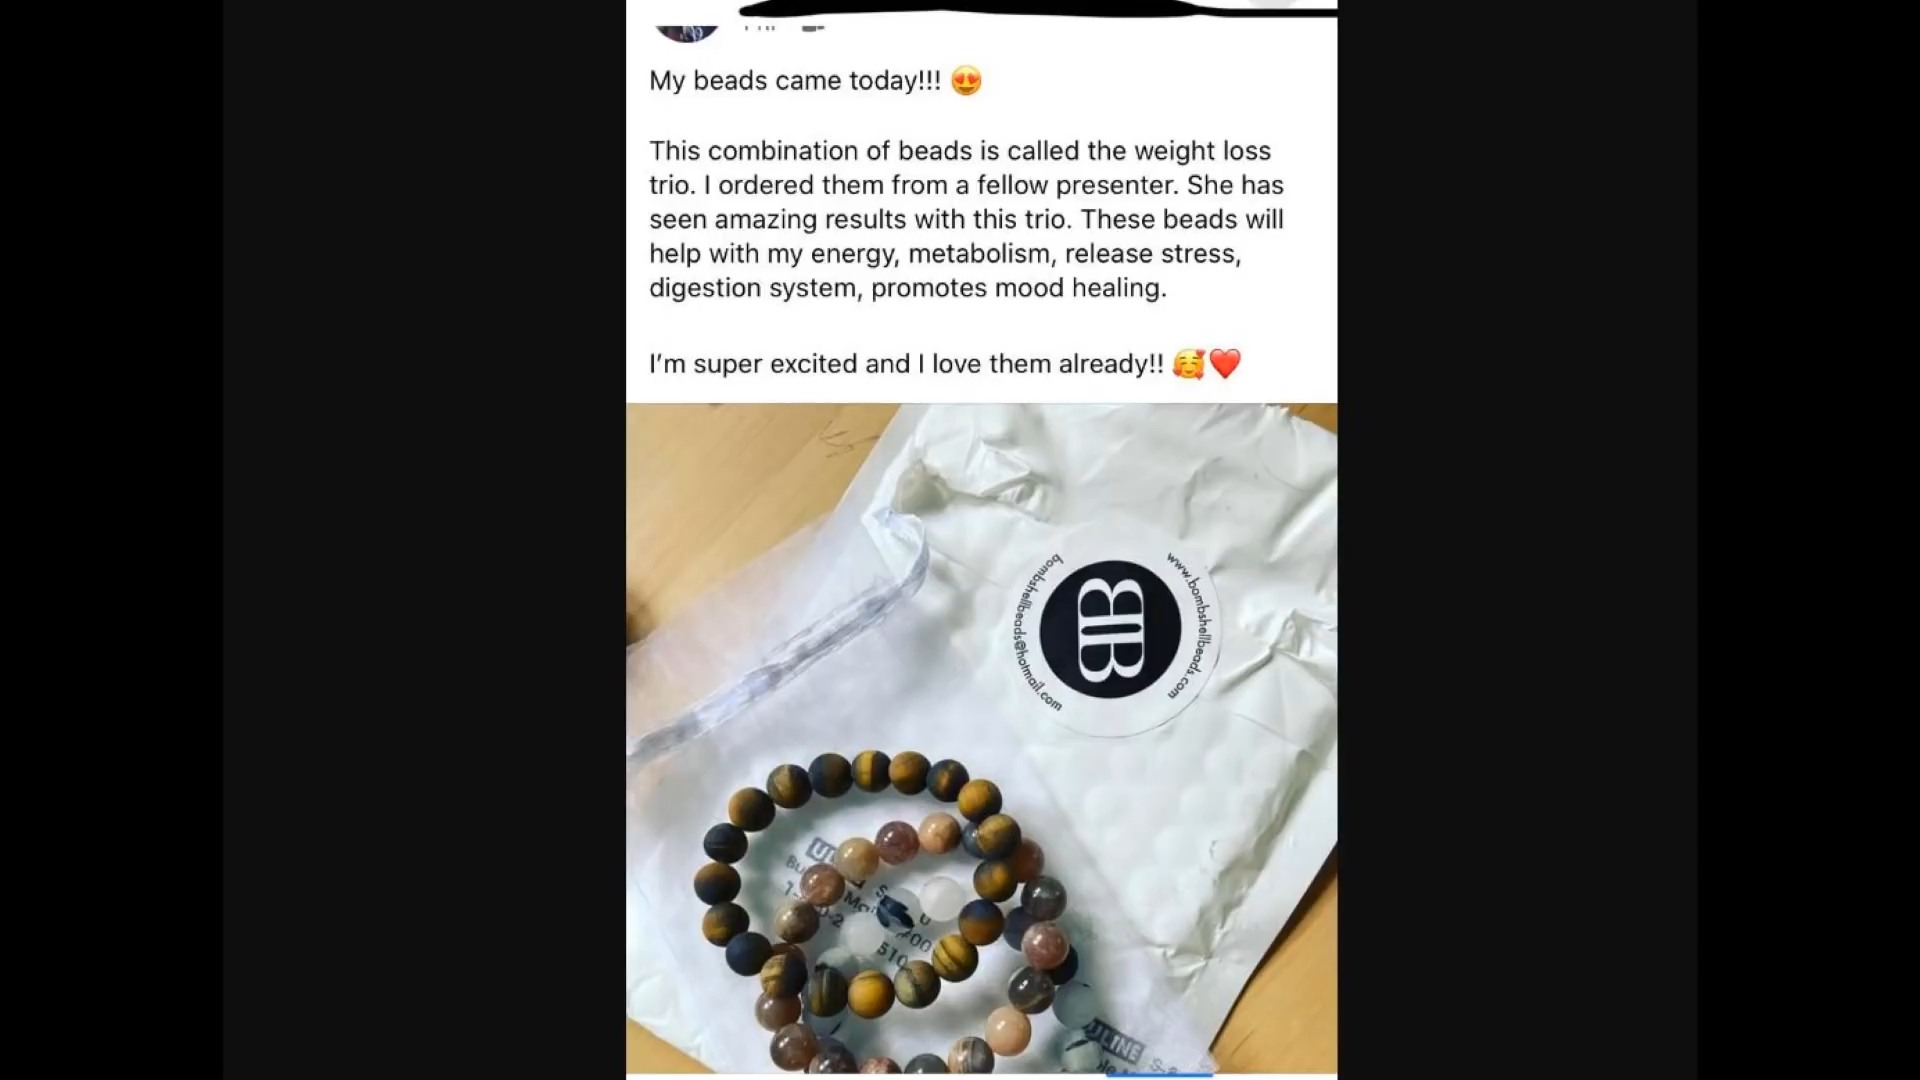 My beads came today!!! 😍
This combination of beads is called the weight loss
trio. I ordered them from a fellow presenter. She has
seen amazing results with this trio. These beads will
help with my energy, metabolism, release stress,
digestion system, promotes mood healing.
I’m super excited and I love them already!! 🥰❤️
www.bombshellbeads.com
bombshellbeads@hotmail.com
BB
ULINE